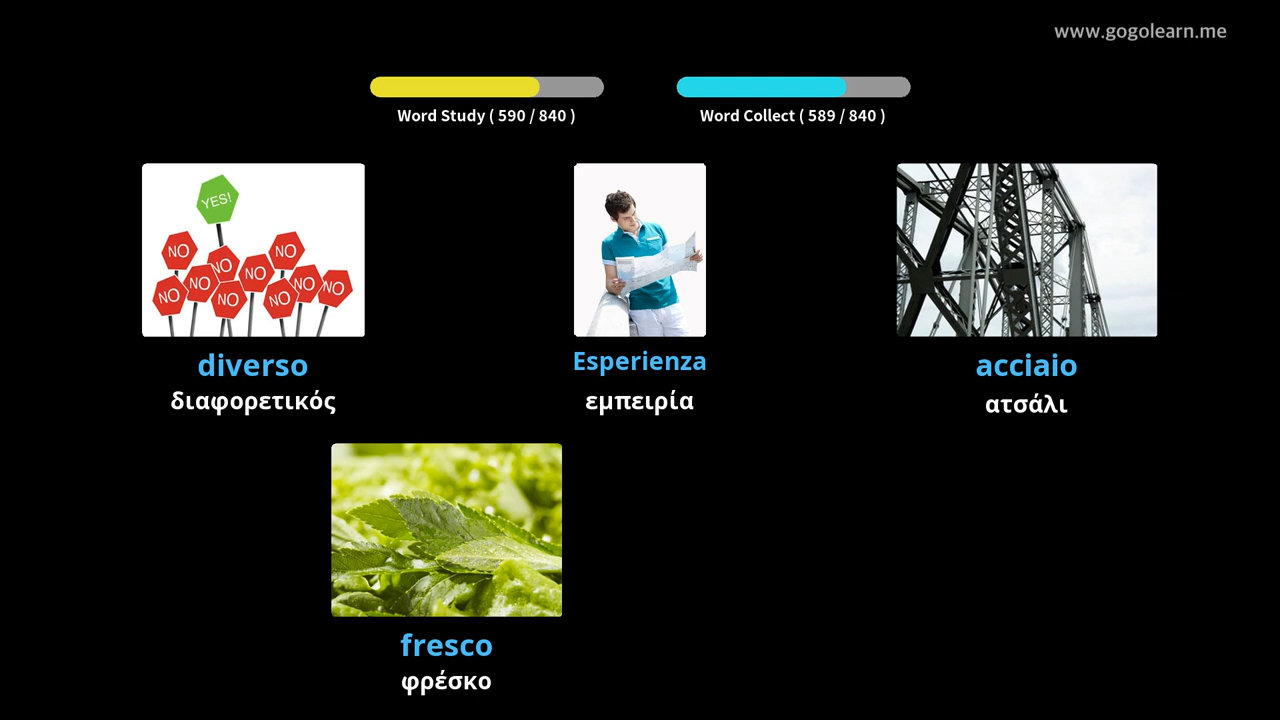 www.gogolearn.me
Word Study ( 590 / 840 )
Word Collect ( 589 / 840 )
YES!
NO
NO
NO
NO
NO
NO
NO
NO
NO
NO
diverso
διαφορετικός
Esperienza
εμπειρία
acciaio
ατσάλι
fresco
φρέσκο